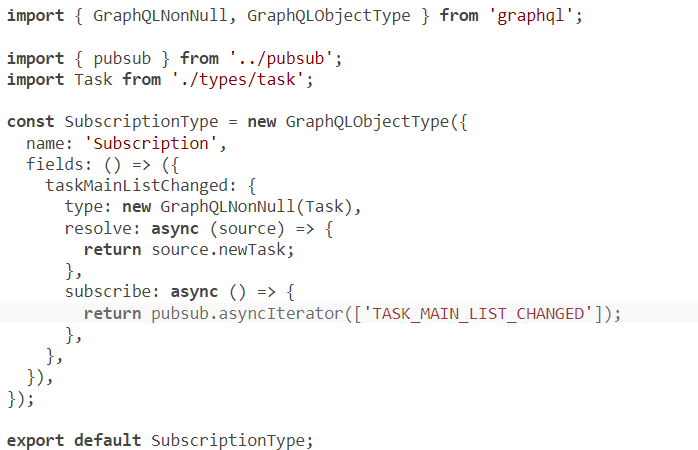 import { GraphQLNonNull, GraphQLObjectType } from 'graphql';

import { pubsub } from '../pubsub';
import Task from './types/task';

const SubscriptionType = new GraphQLObjectType({
  name: 'Subscription',
  fields: () => ({
    taskMainListChanged: {
      type: new GraphQLNonNull(Task),
      resolve: async (source) => {
        return source.newTask;
      },
      subscribe: async () => {
        return pubsub.asyncIterator(['TASK_MAIN_LIST_CHANGED']);
      },
    },
  }),
});

export default SubscriptionType;